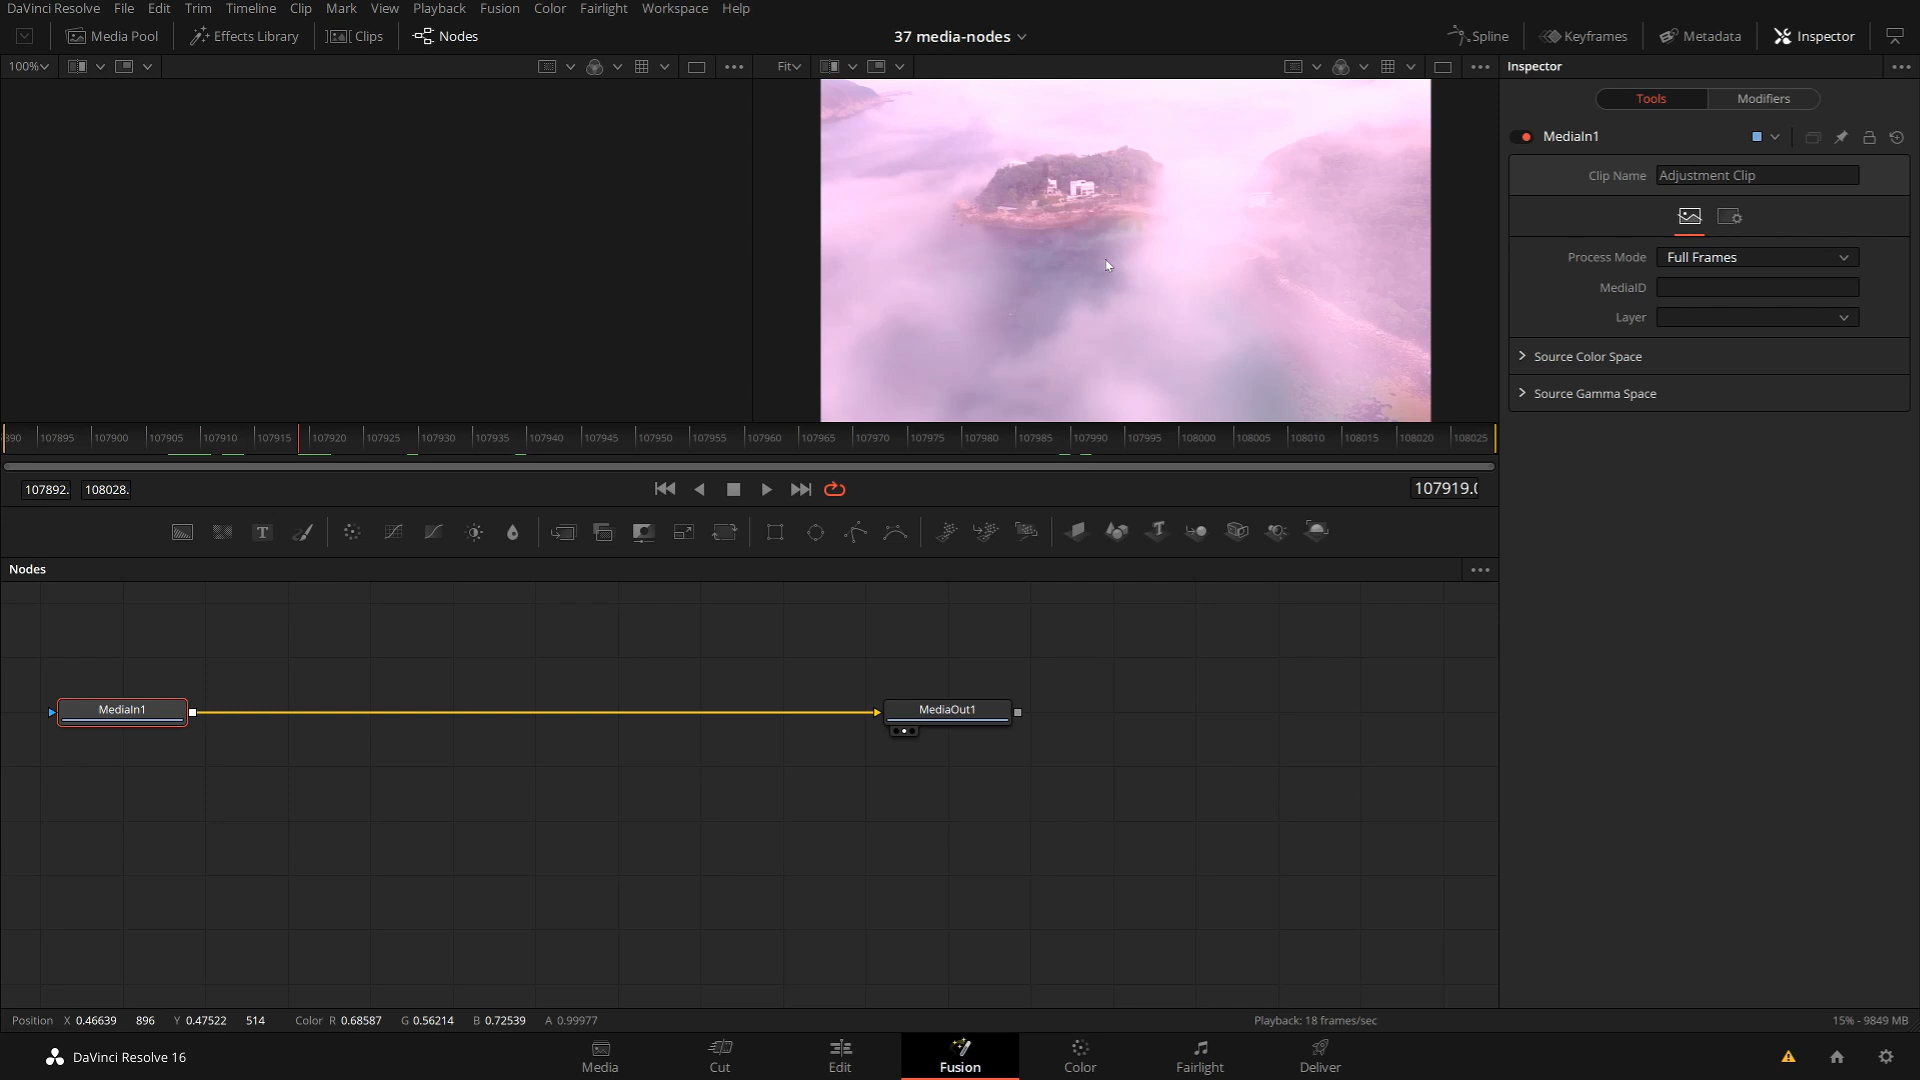 DaVinci Resolve File Edit Trim Timeline Clip Mark View Playback Fusion Color Fairlight Workspace Help
Media Pool Effects Library Clips Nodes 37 media-nodes Spline Keyframes Metadata Inspector
100% Fit Inspector
Tools Modifiers
MediaIn1
Clip Name Adjustment Clip
Process Mode Full Frames
MediaID
Layer
Source Color Space
Source Gamma Space
890 107895 107900 107905 107910 107915 107920 107925 107930 107935 107940 107945 107950 107955 107960 107965 107970 107975 107980 107985 107990 107995 108000 108005 108010 108015 108020 108025
107892. 108028. 107919.0
T T
Nodes
MediaIn1 MediaOut1
Position X 0.46639 896 Y 0.47522 514 Color R 0.68587 G 0.56214 B 0.72539 A 0.99977 Playback: 18 frames/sec 15% - 9849 MB
DaVinci Resolve 16 Media Cut Edit Fusion Color Fairlight Deliver